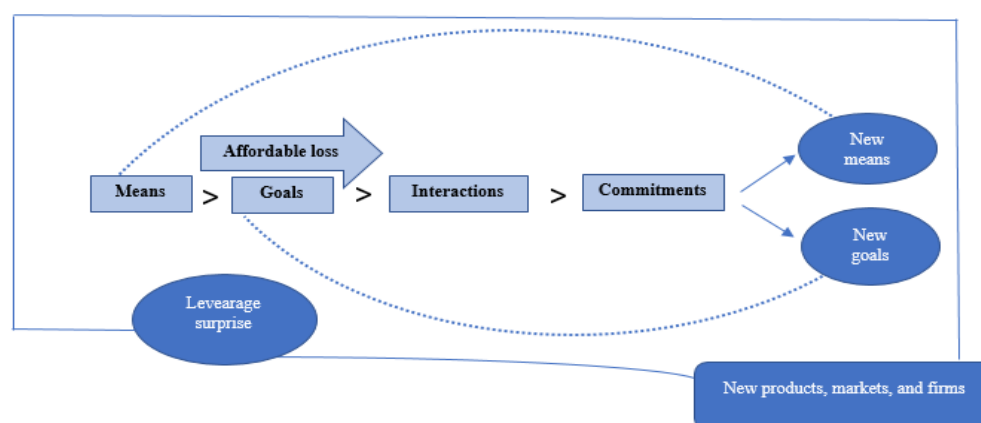 Affordable loss
Means
>
Goals
>
Interactions
>
Commitments
New
means
New
goals
Levearage
surprise
New products, markets, and firms